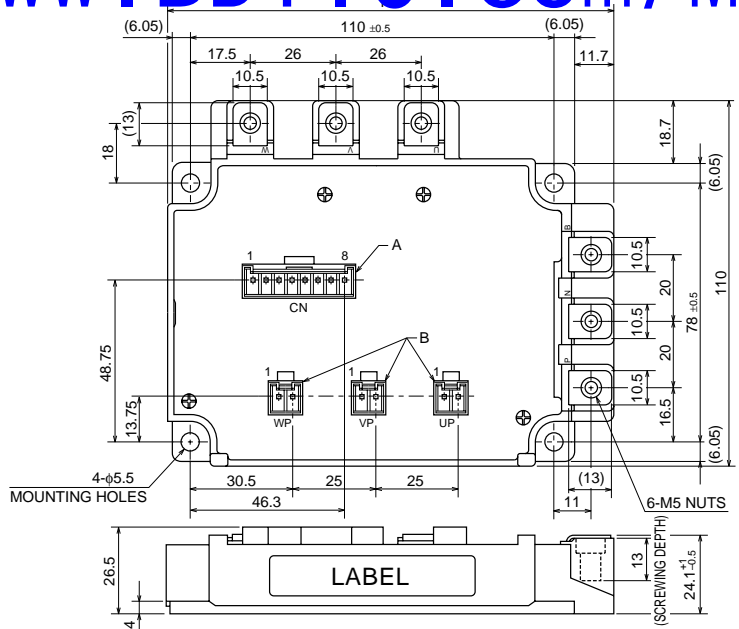 (6.05)
110 ±0.5
(6.05)
17.5
26
26
11.7
10.5
10.5
10.5
10.5
(13)
18
18.7
(6.05)
W
V
U
B
N
P
1
8
A
CN
10.5
20
10.5
20
10.5
16.5
78 ±0.5
110
48.75
13.75
1
1
1
B
WP
VP
UP
(6.05)
4-φ5.5
MOUNTING HOLES
30.5
25
25
46.3
(13)
11
6-M5 NUTS
26.5
4
LABEL
13
(SCREWING DEPTH)
24.1 +1 −0.5